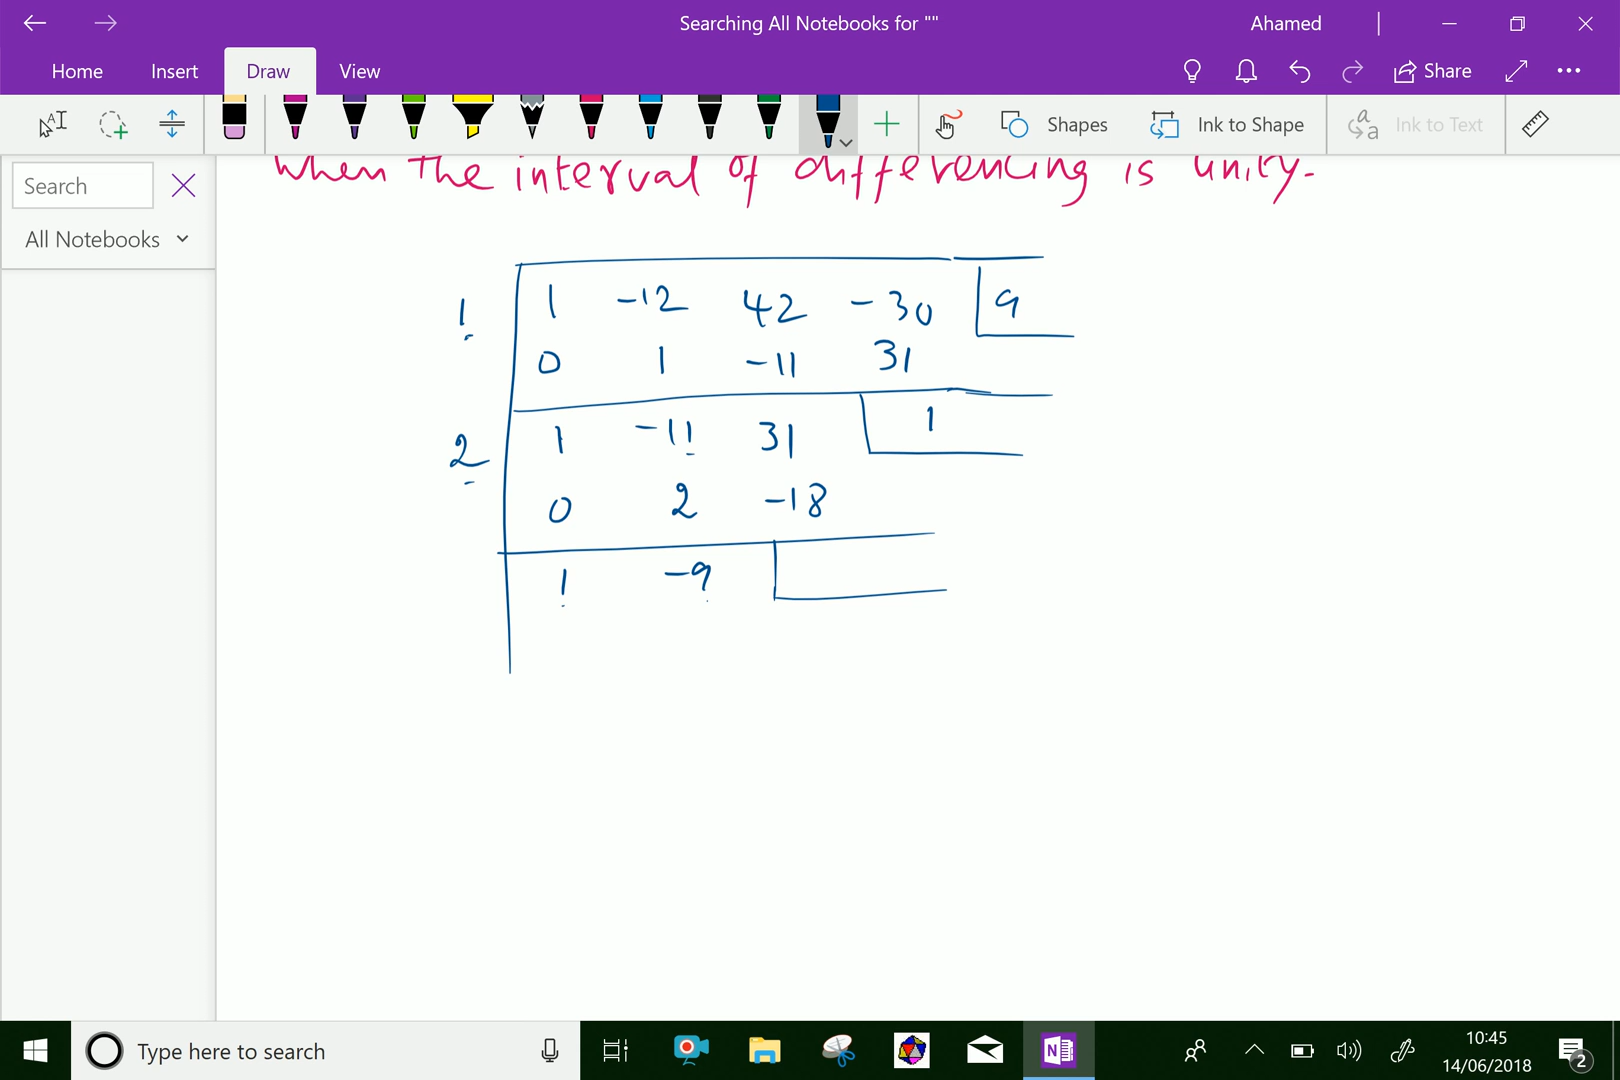 Searching All Notebooks for "" Ahamed
Home Insert Draw View Share
Shapes Ink to Shape Ink to Text
Search
All Notebooks
when the interval of differencing is unity.
1 1 -12 42 -30 9
0 1 -11 31
2 1 -11 31 1
0 2 -18
1 -9
Type here to search
10:45
14/06/2018
2